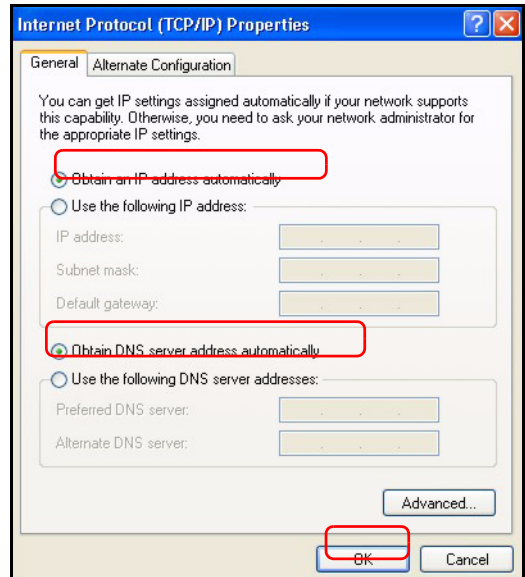 Internet Protocol (TCP/IP) Properties
General Alternate Configuration
You can get IP settings assigned automatically if your network supports
this capability. Otherwise, you need to ask your network administrator for
the appropriate IP settings.
Obtain an IP address automatically
Use the following IP address:
IP address:
Subnet mask:
Default gateway:
Obtain DNS server address automatically
Use the following DNS server addresses:
Preferred DNS server:
Alternate DNS server:
Advanced...
OK Cancel